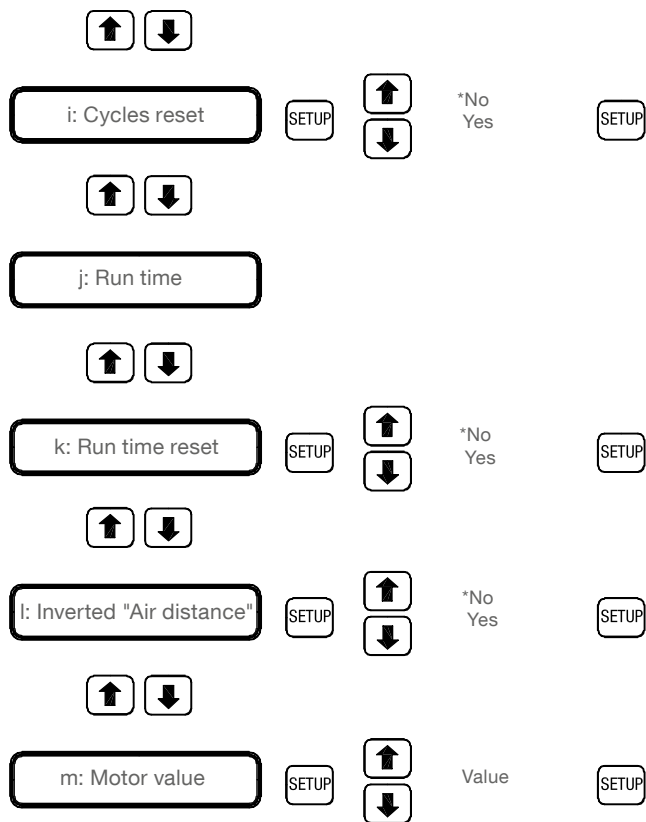 i: Cycles reset SETUP *No SETUP
Yes
j: Run time
k: Run time reset SETUP *No SETUP
Yes
l: Inverted "Air distance" SETUP *No SETUP
Yes
m: Motor value SETUP Value SETUP